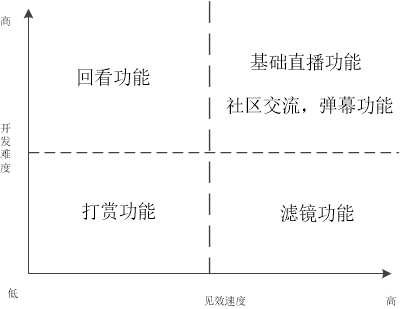 高
回看功能
基础直播功能
社区交流，弹幕功能
开发难度
打赏功能
滤镜功能
低
见效速度
高